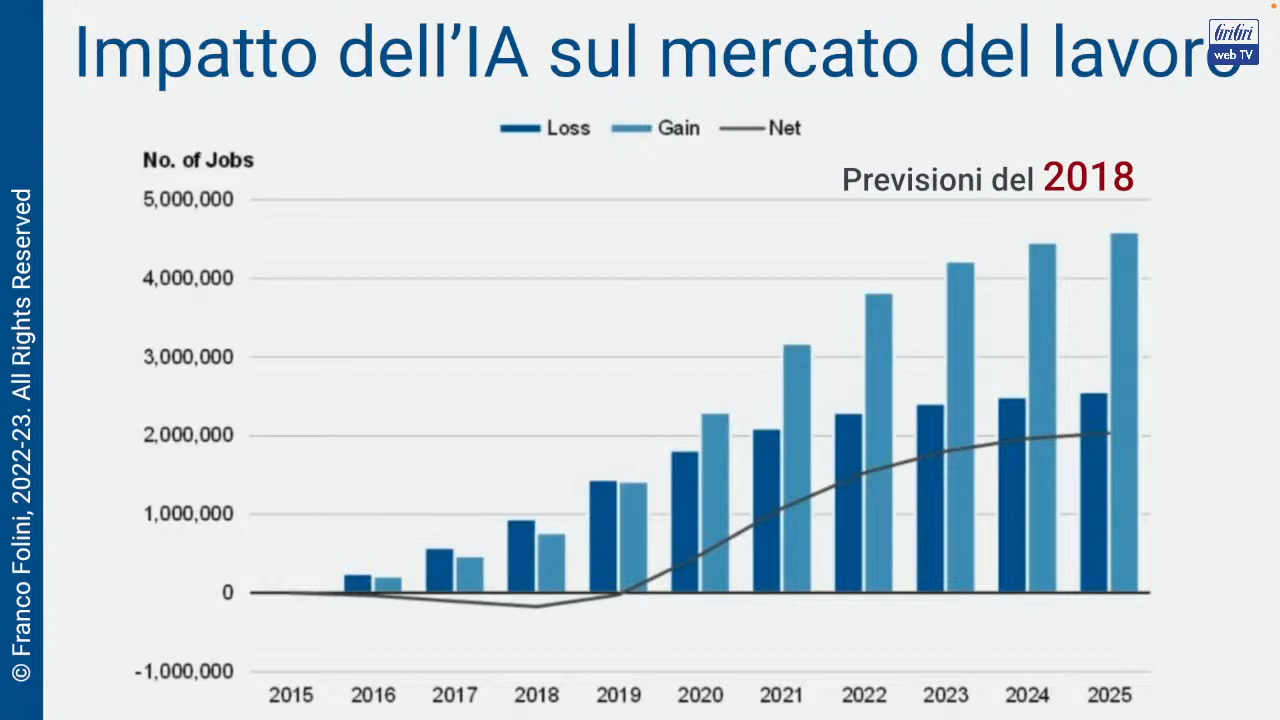 Impatto dell'IA sul mercato del lavoro
liriliri
web TV
Loss Gain Net
No. of Jobs
Previsioni del 2018
5,000,000
4,000,000
3,000,000
2,000,000
1,000,000
0
-1,000,000
2015 2016 2017 2018 2019 2020 2021 2022 2023 2024 2025
© Franco Folini, 2022-23. All Rights Reserved